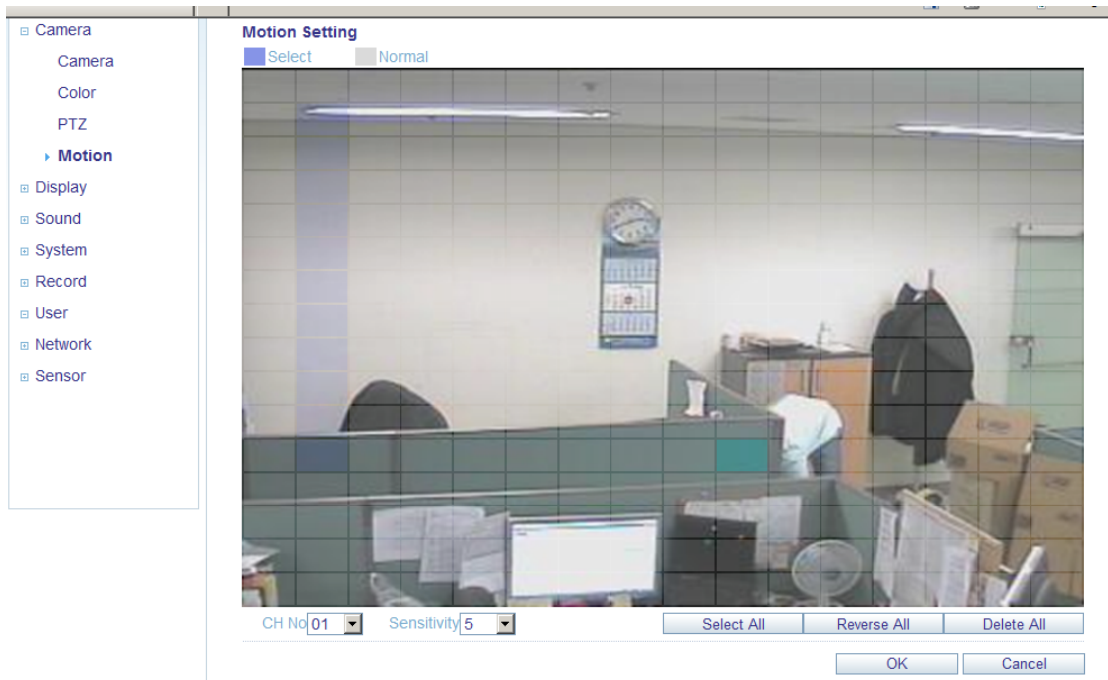 Camera
Camera
Color
PTZ
Motion
Display
Sound
System
Record
User
Network
Sensor
Motion Setting
Select Normal
CH No 01 Sensitivity 5 Select All Reverse All Delete All
OK Cancel